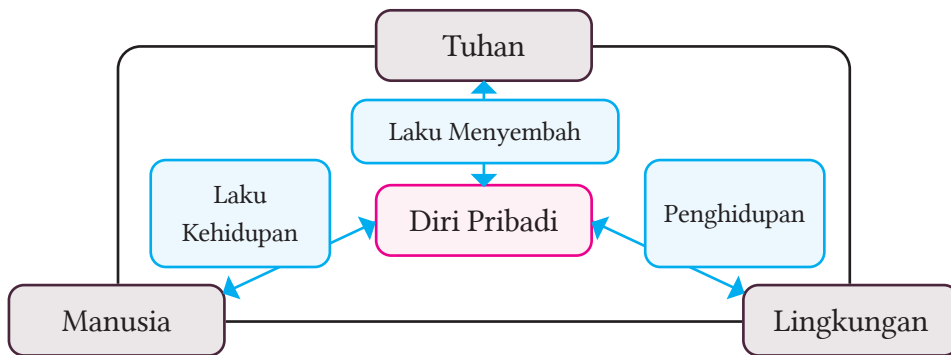 Tuhan
Laku Menyembah
Laku
Kehidupan
Diri Pribadi
Penghidupan
Manusia
Lingkungan